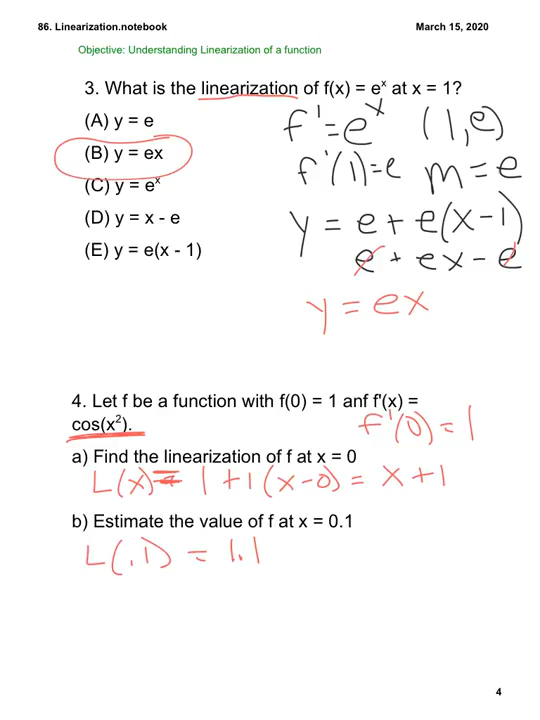 86. Linearization.notebook March 15, 2020
Objective: Understanding Linearization of a function
3. What is the linearization of f(x) = eˣ at x = 1?
(A) y = e
(B) y = ex
(C) y = eˣ
(D) y = x - e
(E) y = e(x - 1)
f' = eˣ (1, e)
f'(1) = e m = e
y = e + e(x - 1)
e + ex - e
y = ex
4. Let f be a function with f(0) = 1 anf f'(x) =
cos(x²).
f'(0) = 1
a) Find the linearization of f at x = 0
L(x) = 1 + 1(x - 0) = x + 1
b) Estimate the value of f at x = 0.1
L(.1) = 1.1
4